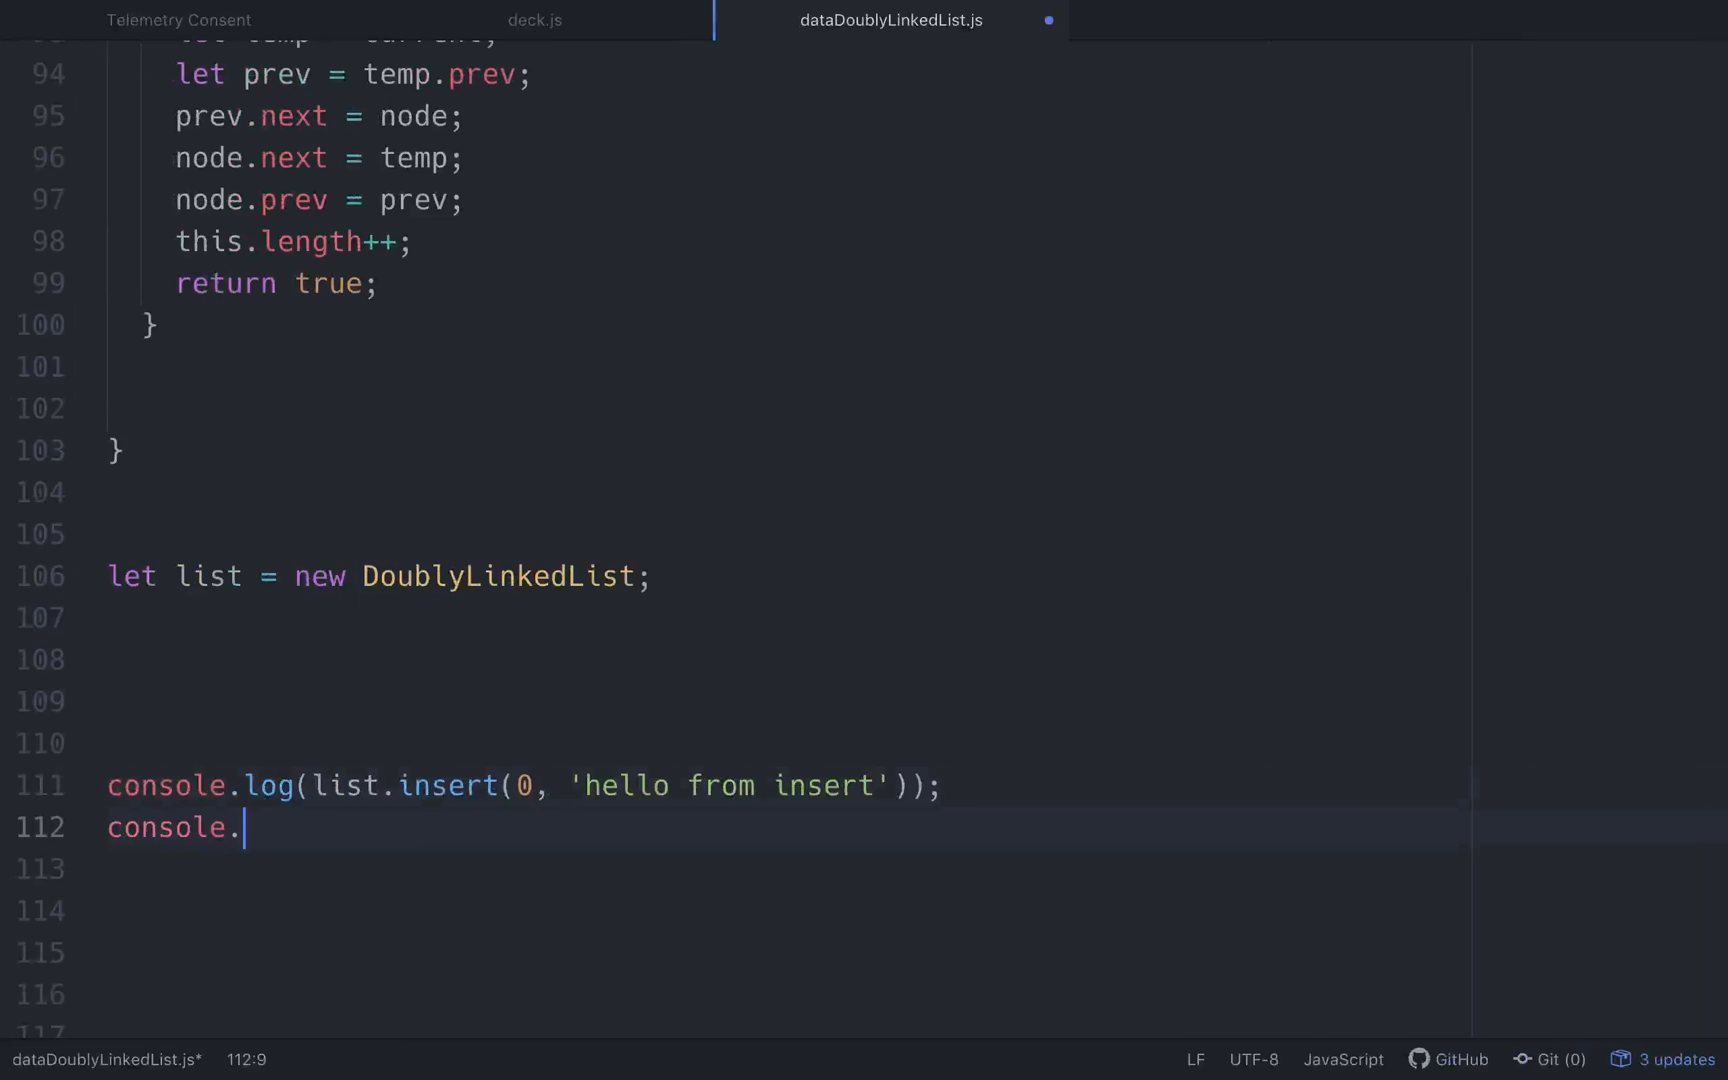 Telemetry Consent deck.js dataDoublyLinkedList.js
94 let prev = temp.prev;
95 prev.next = node;
96 node.next = temp;
97 node.prev = prev;
98 this.length++;
99 return true;
100 }
101
102
103 }
104
105
106 let list = new DoublyLinkedList;
107
108
109
110
111 console.log(list.insert(0, 'hello from insert'));
112 console.
113
114
115
116
117
dataDoublyLinkedList.js* 112:9 LF UTF-8 JavaScript GitHub Git (0) 3 updates